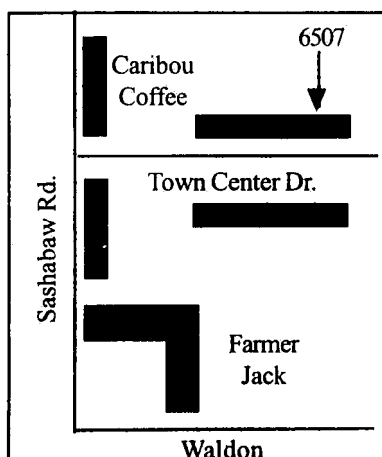 6507
Caribou
Coffee
Town Center Dr.
Sashabaw Rd.
Farmer
Jack
Waldon